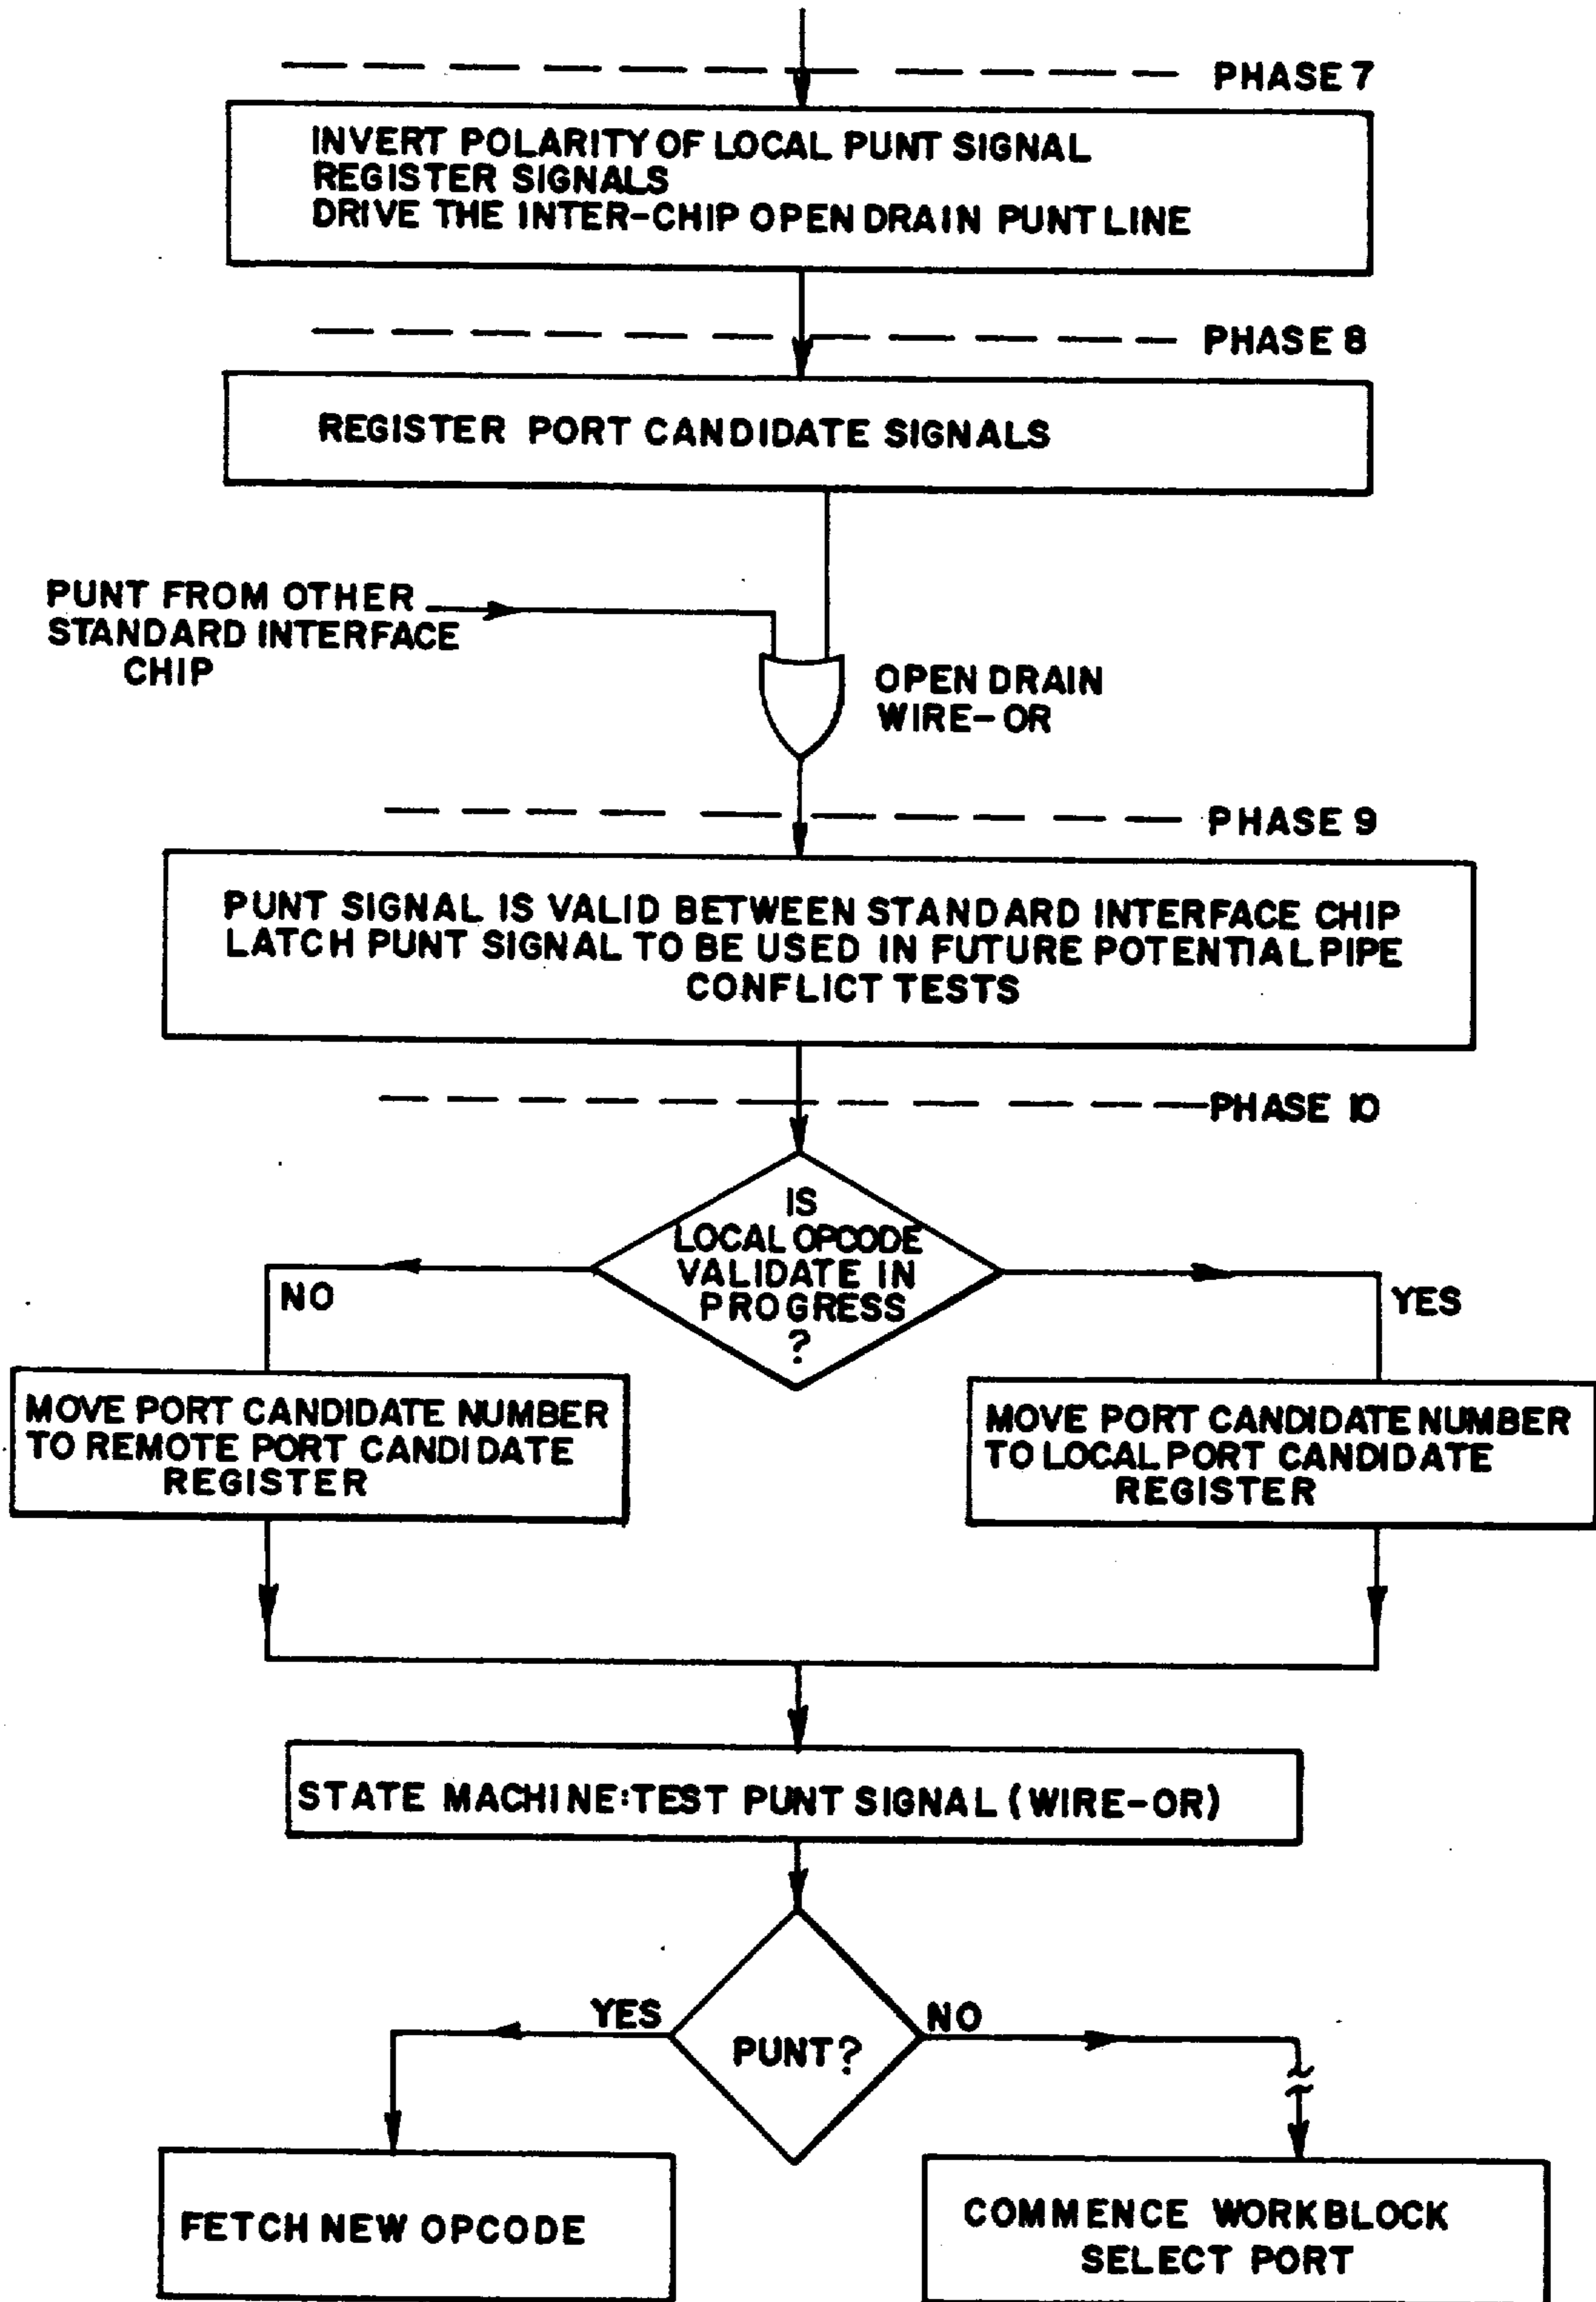 PHASE 7
INVERT POLARITY OF LOCAL PUNT SIGNAL
REGISTER SIGNALS
DRIVE THE INTER-CHIP OPEN DRAIN PUNT LINE
PHASE 8
REGISTER PORT CANDIDATE SIGNALS
PUNT FROM OTHER
STANDARD INTERFACE
CHIP
OPEN DRAIN
WIRE-OR
PHASE 9
PUNT SIGNAL IS VALID BETWEEN STANDARD INTERFACE CHIP
LATCH PUNT SIGNAL TO BE USED IN FUTURE POTENTIAL PIPE
CONFLICT TESTS
PHASE 10
IS
LOCAL OPCODE
VALIDATE IN
PROGRESS
?
NO
YES
MOVE PORT CANDIDATE NUMBER
TO REMOTE PORT CANDIDATE
REGISTER
MOVE PORT CANDIDATE NUMBER
TO LOCAL PORT CANDIDATE
REGISTER
STATE MACHINE:TEST PUNT SIGNAL (WIRE-OR)
YES
NO
PUNT?
FETCH NEW OPCODE
COMMENCE WORKBLOCK
SELECT PORT